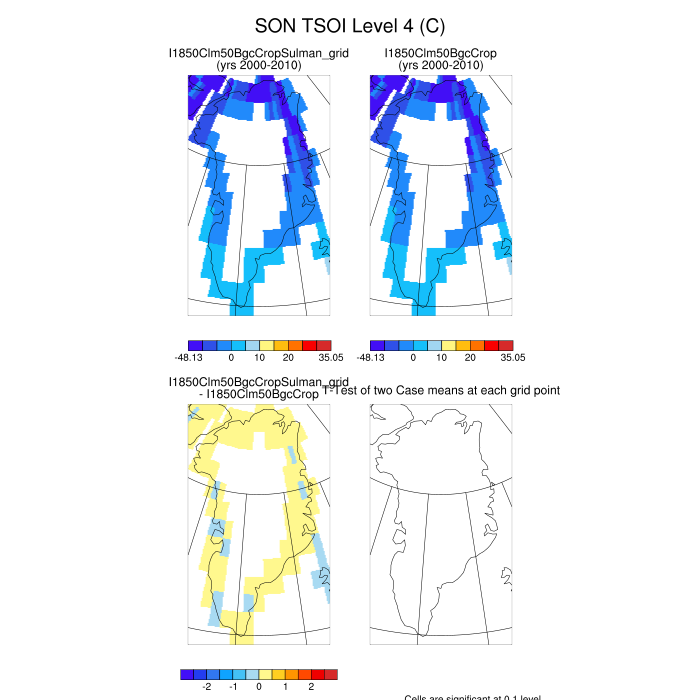 SON TSOI Level 4 (C)
I1850Clm50BgcCropSulman_grid
(yrs 2000-2010)
I1850Clm50BgcCrop
(yrs 2000-2010)
-48.13 0 10 20 35.05
-48.13 0 10 20 35.05
I1850Clm50BgcCropSulman_grid
- I1850Clm50BgcCrop
T-Test of two Case means at each grid point
-2 -1 0 1 2
Cells are significant at 0.1 level